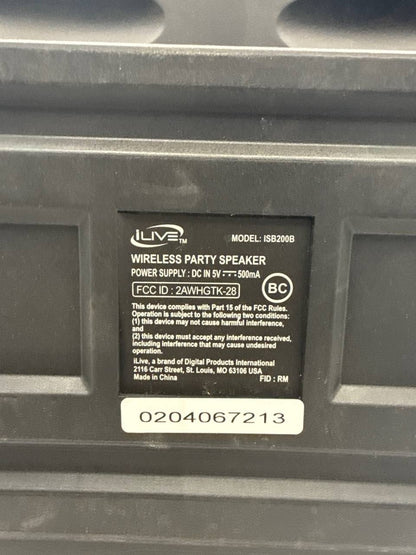 iLIVE™ MODEL: ISB200B
WIRELESS PARTY SPEAKER
POWER SUPPLY : DC IN 5V ⎓ 500mA
FCC ID : 2AWHGTK-28 BC
This device complies with Part 15 of the FCC Rules.
Operation is subject to the following two conditions:
(1) this device may not cause harmful interference,
and
(2) this device must accept any interference received,
including Interference that may cause undesired
operation.
iLive, a brand of Digital Products International
2116 Carr Street, St. Louis, MO 63106 USA
Made in China FID : RM
0204067213